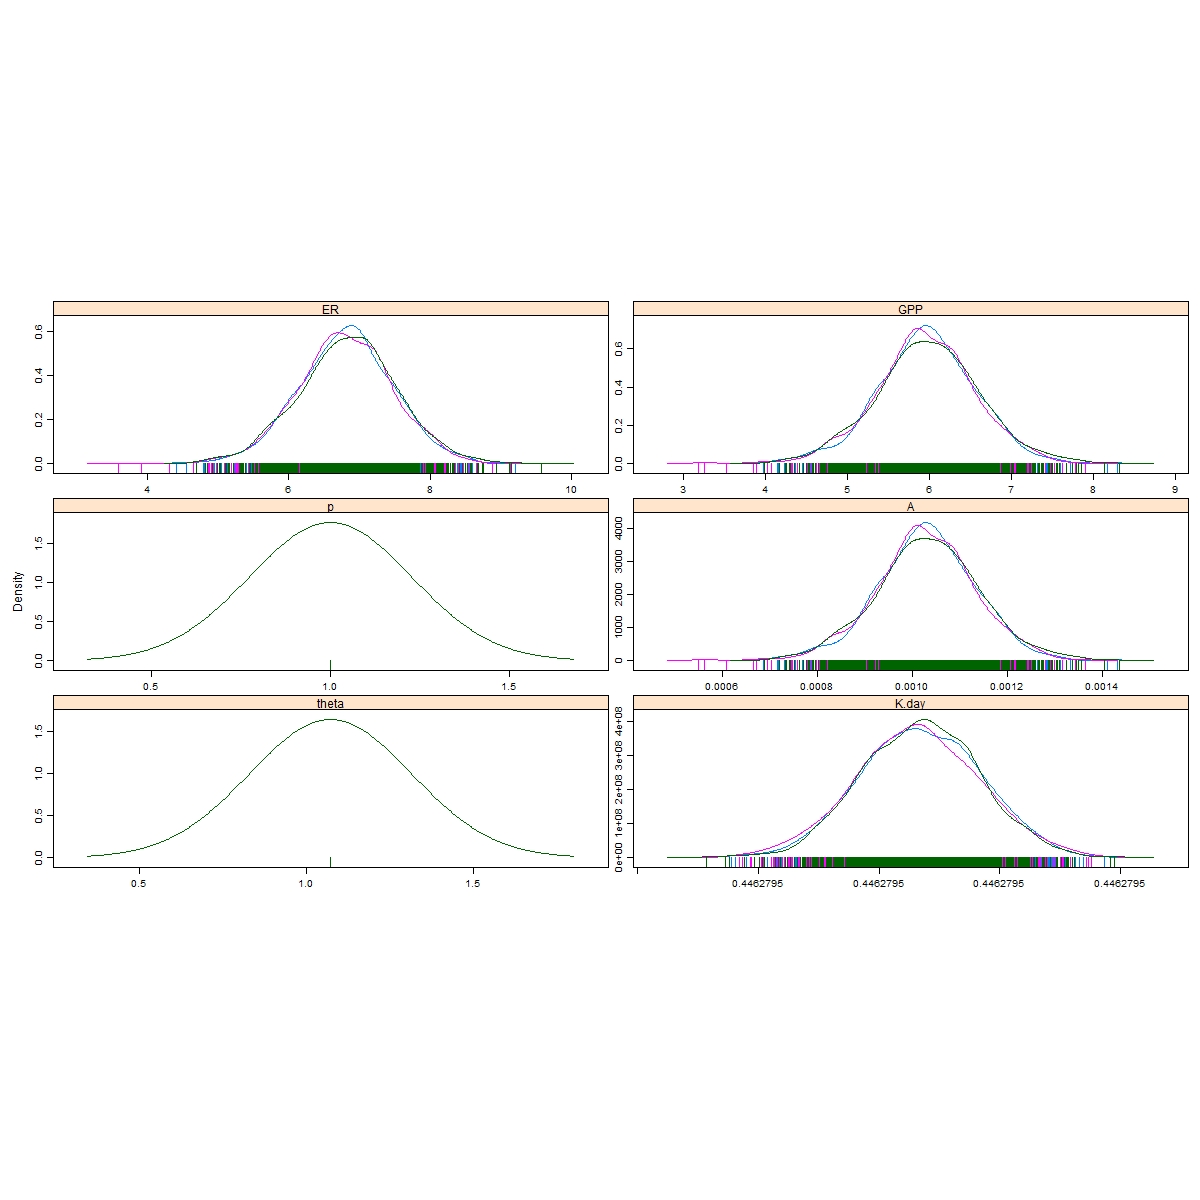 ER
0.0 0.2 0.4 0.6
4 6 8 10
GPP
0.0 0.2 0.4 0.6
3 4 5 6 7 8 9
Density
p
0.0 0.5 1.0 1.5
0.5 1.0 1.5
A
0 1000 2000 3000 4000
0.0006 0.0008 0.0010 0.0012 0.0014
theta
0.0 0.5 1.0 1.5
0.5 1.0 1.5
K.day
0e+00 1e+08 2e+08 3e+08 4e+08
0.4462795 0.4462795 0.4462795 0.4462795